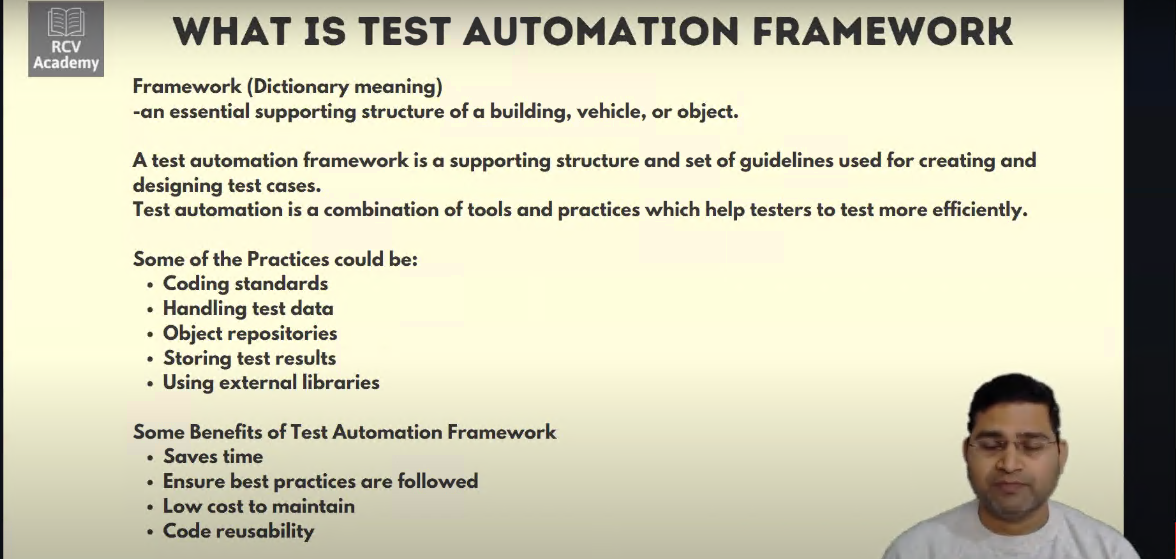 RCV
Academy
WHAT IS TEST AUTOMATION FRAMEWORK
Framework (Dictionary meaning)
-an essential supporting structure of a building, vehicle, or object.
A test automation framework is a supporting structure and set of guidelines used for creating and
designing test cases.
Test automation is a combination of tools and practices which help testers to test more efficiently.
Some of the Practices could be:
• Coding standards
• Handling test data
• Object repositories
• Storing test results
• Using external libraries
Some Benefits of Test Automation Framework
• Saves time
• Ensure best practices are followed
• Low cost to maintain
• Code reusability